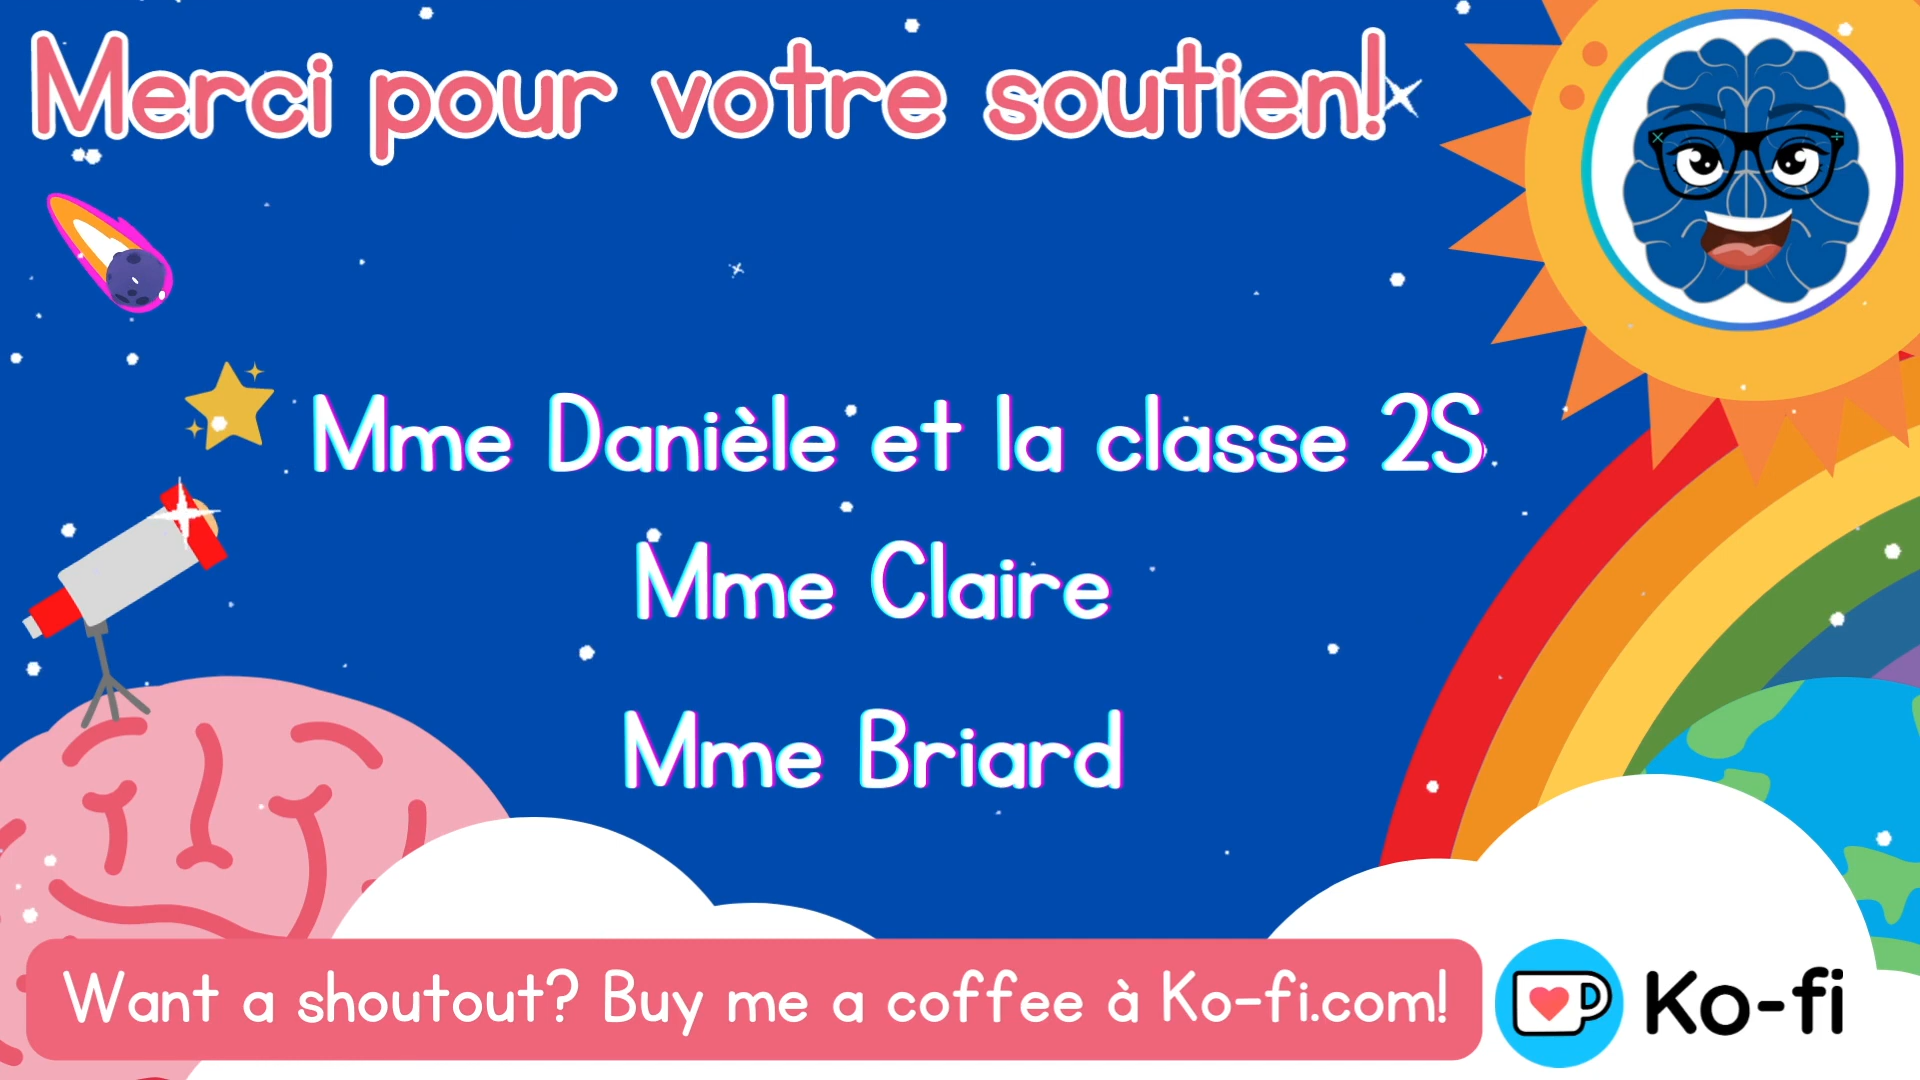 Merci pour votre soutien!
Mme Danièle et la classe 2S
Mme Claire
Mme Briard
Want a shoutout? Buy me a coffee à Ko-fi.com!
Ko-fi